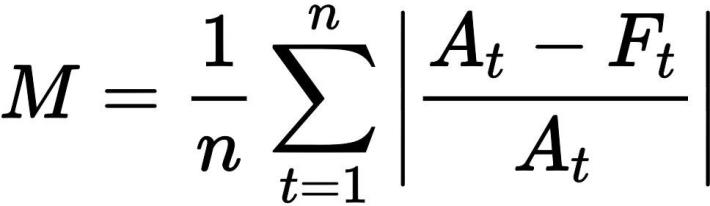 M = \frac{1}{n} \sum_{t=1}^{n} \left| \frac{A_t - F_t}{A_t} \right|